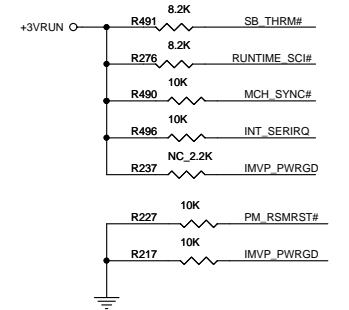 8.2K
+3VRUN R491 SB_THRM#
8.2K
R276 RUNTIME_SCI#
10K
R490 MCH_SYNC#
10K
R496 INT_SERIRQ
NC_2.2K
R237 IMVP_PWRGD
10K
R227 PM_RSMRST#
10K
R217 IMVP_PWRGD